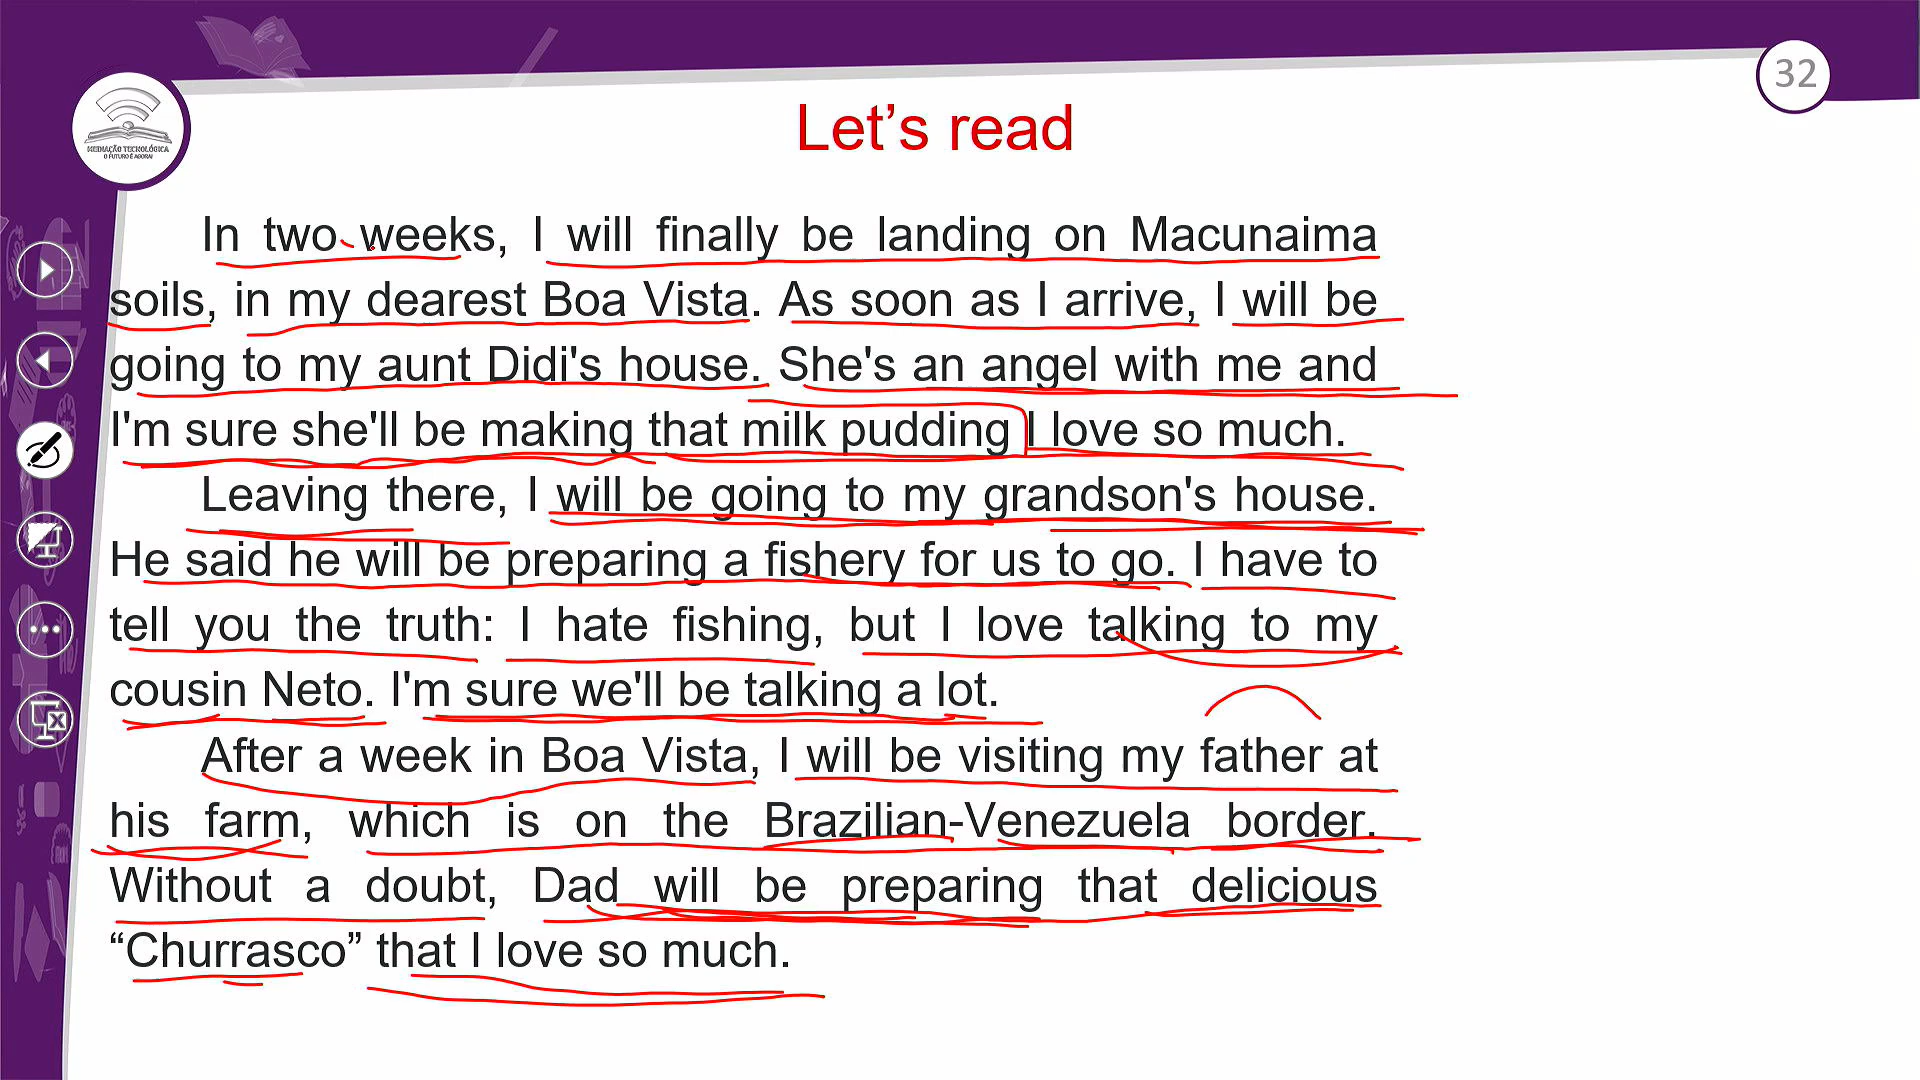 32
MEDIAÇÃO TECNOLÓGICA
O FUTURO É AGORA!
Let’s read
In two weeks, I will finally be landing on Macunaima
soils, in my dearest Boa Vista. As soon as I arrive, I will be
going to my aunt Didi's house. She's an angel with me and
I'm sure she'll be making that milk pudding I love so much.
Leaving there, I will be going to my grandson's house.
He said he will be preparing a fishery for us to go. I have to
tell you the truth: I hate fishing, but I love talking to my
cousin Neto. I'm sure we'll be talking a lot.
After a week in Boa Vista, I will be visiting my father at
his farm, which is on the Brazilian-Venezuela border.
Without a doubt, Dad will be preparing that delicious
“Churrasco” that I love so much.